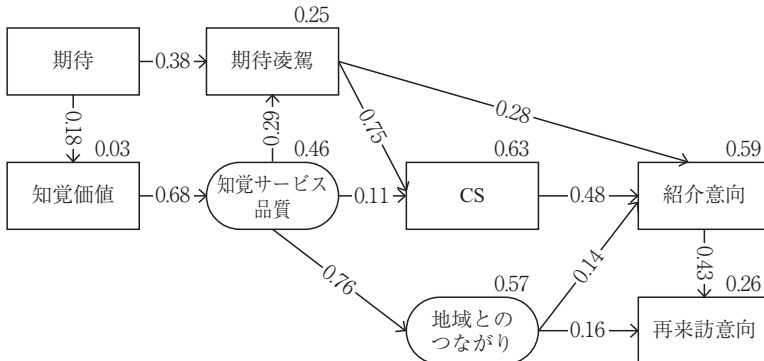 0.25
期待
0.38
期待凌駕
0.28
0.18
0.29
0.75
0.03
0.46
0.63
0.59
知覚価値
0.68
知覚サービス
品質
0.11
CS
0.48
紹介意向
0.76
0.14
0.43
0.57
0.26
地域との
つながり
0.16
再来訪意向